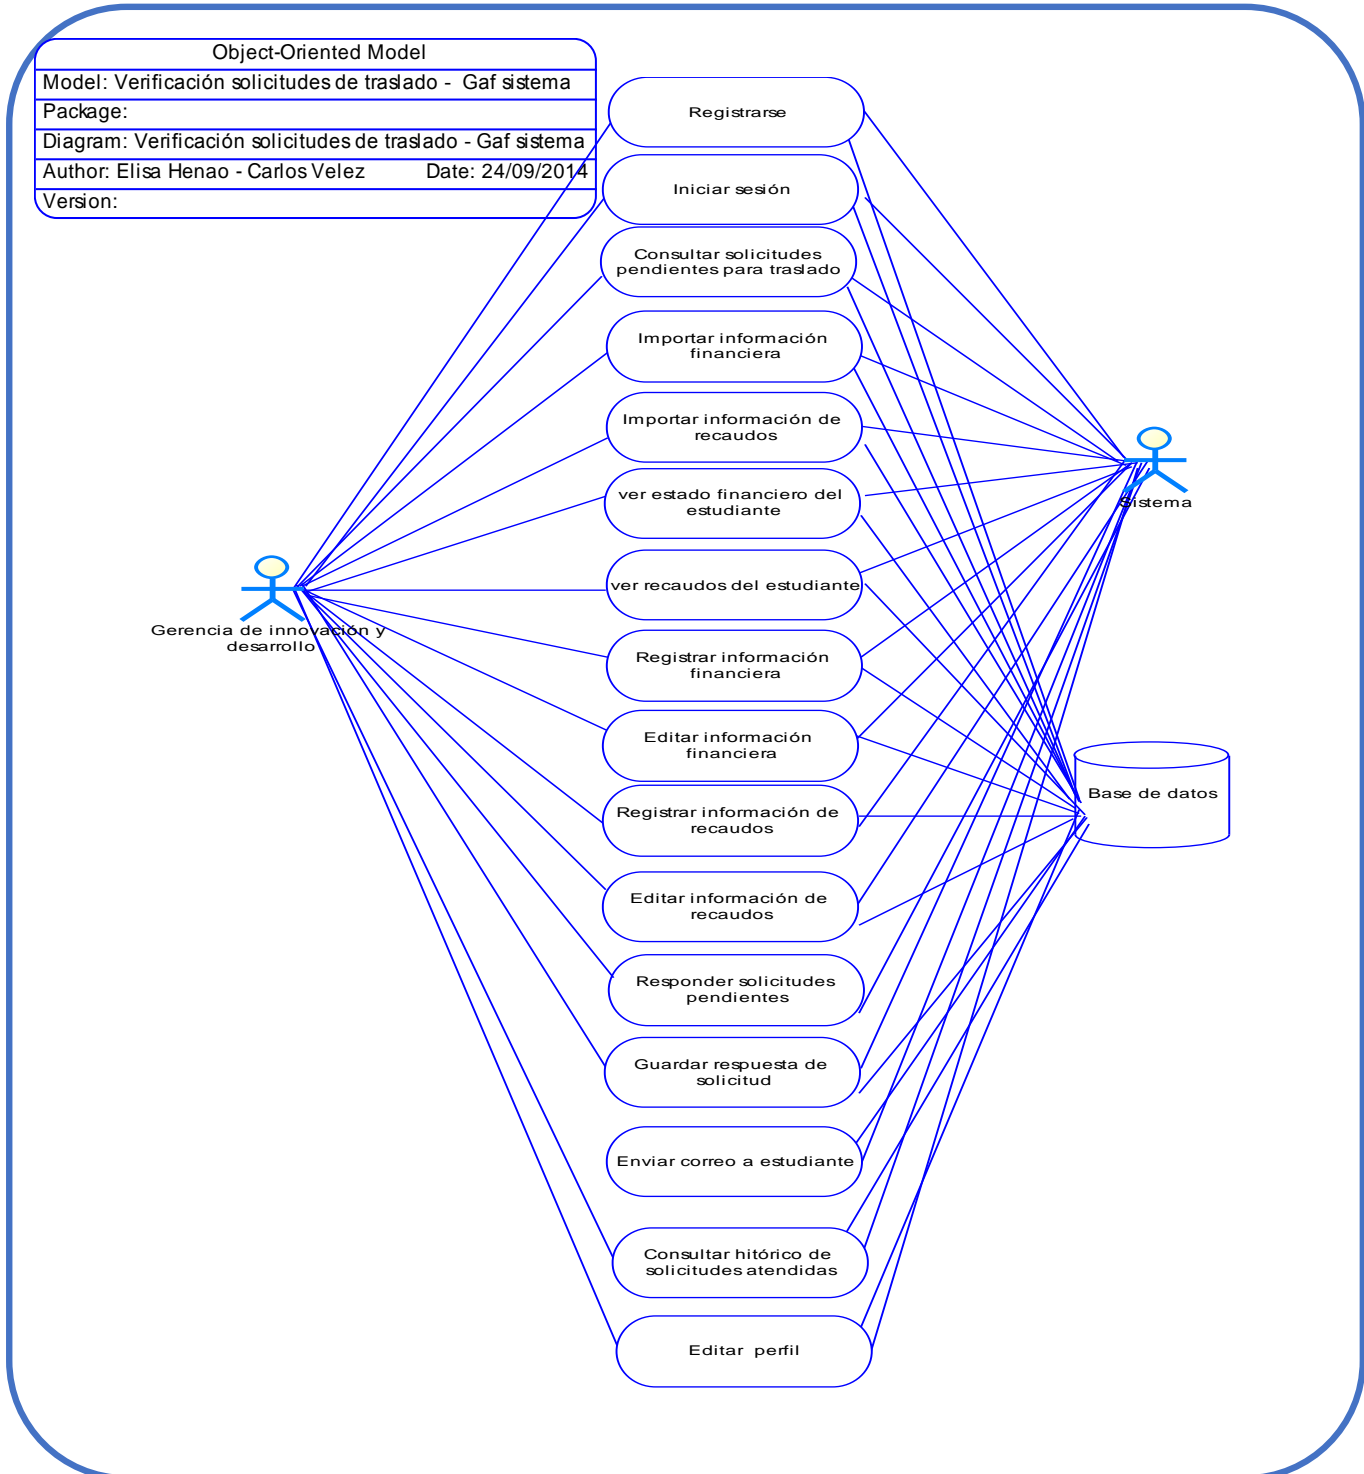 Object-Oriented Model
Model: Verificación solicitudes de traslado - Gaf sistema
Package:
Diagram: Verificación solicitudes de traslado - Gaf sistema
Author: Elisa Henao - Carlos Velez Date: 24/09/2014
Version:
Registrarse
Iniciar sesión
Consultar solicitudes
pendientes para traslado
Importar información
financiera
Importar información de
recaudos
ver estado financiero del
estudiante
Sistema
ver recaudos del estudiante
Gerencia de innovación y
desarrollo
Registrar información
financiera
Editar información
financiera
Base de datos
Registrar información de
recaudos
Editar información de
recaudos
Responder solicitudes
pendientes
Guardar respuesta de
solicitud
Enviar correo a estudiante
Consultar hitórico de
solicitudes atendidas
Editar perfil